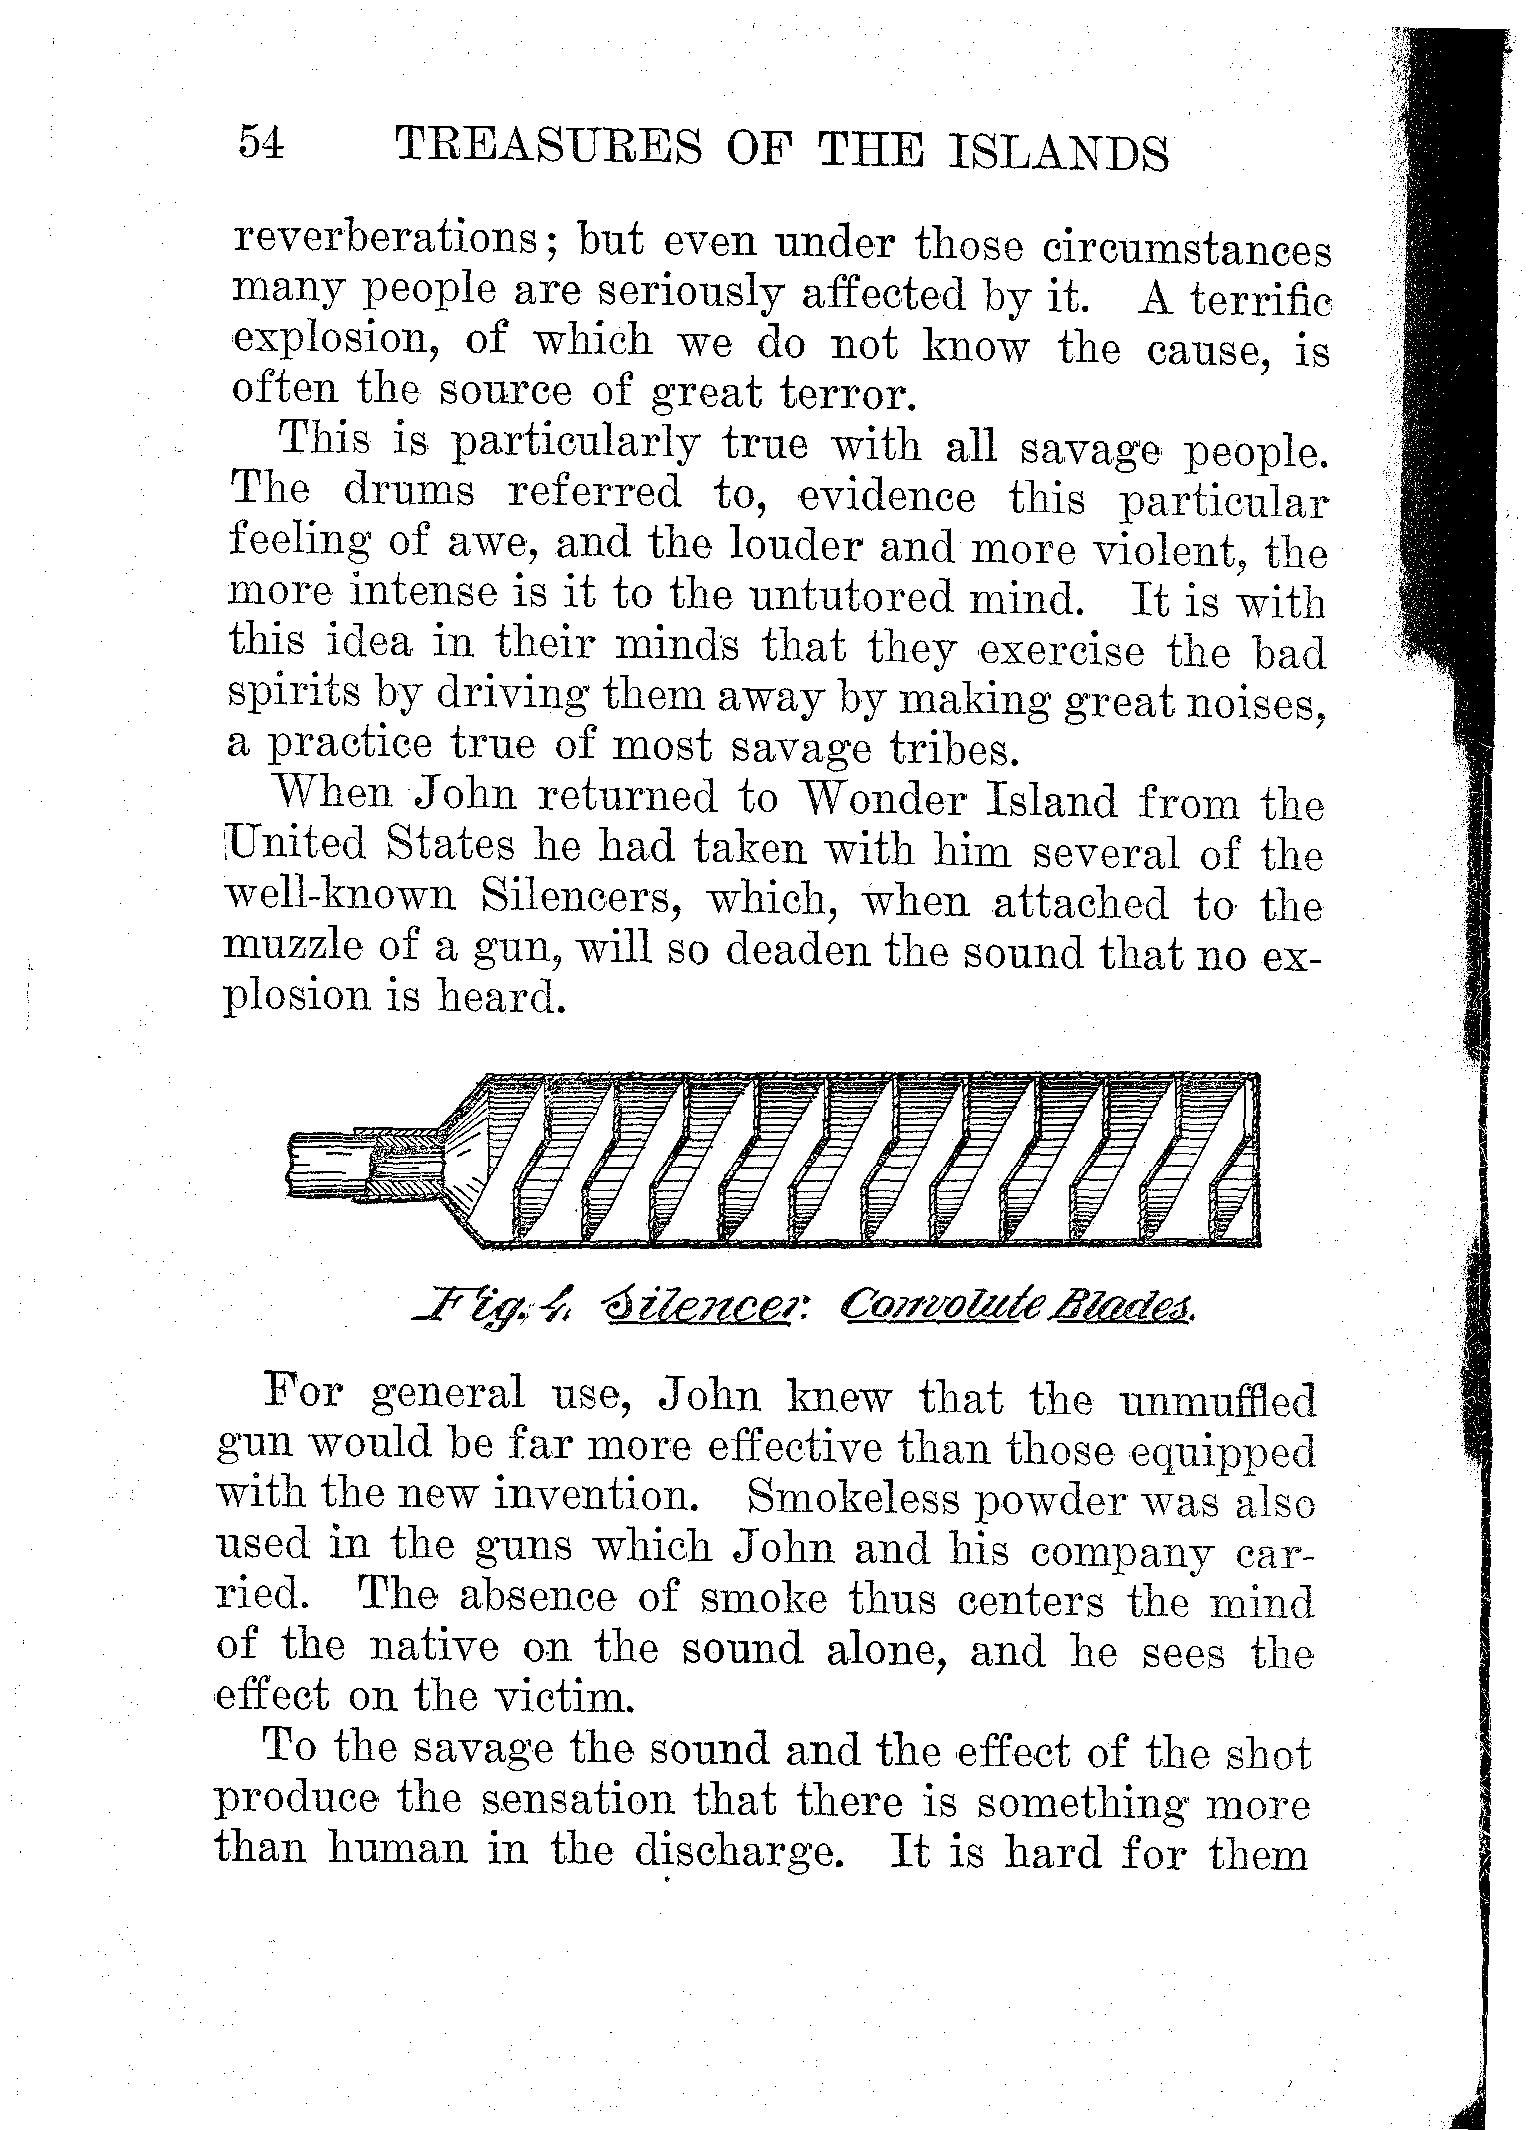 54 TREASURES OF THE ISLANDS
reverberations; but even under those circumstances
many people are seriously affected by it. A terrific
explosion, of which we do not know the cause, is
often the source of great terror.
This is particularly true with all savage people.
The drums referred to, evidence this particular
feeling of awe, and the louder and more violent, the
more intense is it to the untutored mind. It is with
this idea in their minds that they exercise the bad
spirits by driving them away by making great noises,
a practice true of most savage tribes.
When John returned to Wonder Island from the
United States he had taken with him several of the
well-known Silencers, which, when attached to the
muzzle of a gun, will so deaden the sound that no ex-
plosion is heard.
Fig. 4. Silencer. Convolute Blades.
For general use, John knew that the unmuffled
gun would be far more effective than those equipped
with the new invention. Smokeless powder was also
used in the guns which John and his company car-
ried. The absence of smoke thus centers the mind
of the native on the sound alone, and he sees the
effect on the victim.
To the savage the sound and the effect of the shot
produce the sensation that there is something more
than human in the discharge. It is hard for them